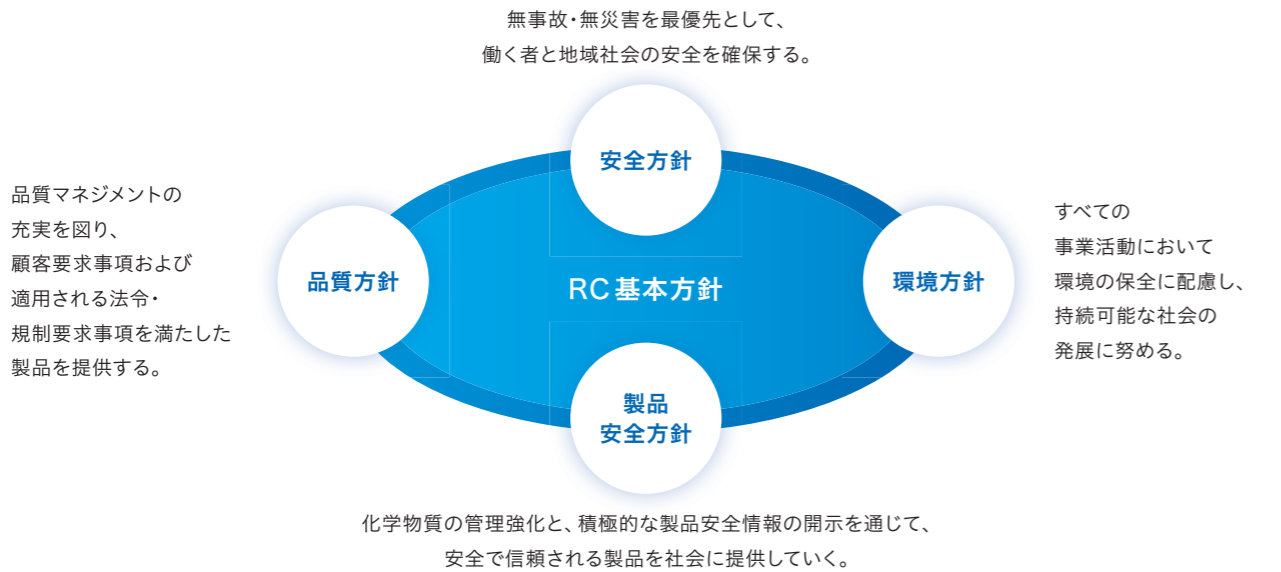 無事故・無災害を最優先として、
働く者と地域社会の安全を確保する。
安全方針
品質マネジメントの
充実を図り、
顧客要求事項および
適用される法令・
規制要求事項を満たした
製品を提供する。
品質方針
RC基本方針
環境方針
すべての
事業活動において
環境の保全に配慮し、
持続可能な社会の
発展に努める。
製品
安全方針
化学物質の管理強化と、積極的な製品安全情報の開示を通じて、
安全で信頼される製品を社会に提供していく。